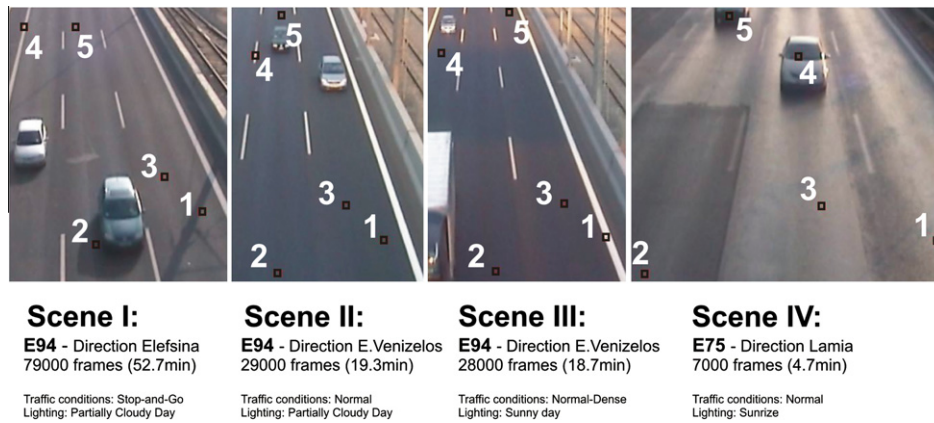 4 5 3 1 2
5 4 3 1 2
5 4 3 1 2
5 4 3 1 2
Scene I:
E94 - Direction Elefsina
79000 frames (52.7min)
Traffic conditions: Stop-and-Go
Lighting: Partially Cloudy Day
Scene II:
E94 - Direction E.Venizelos
29000 frames (19.3min)
Traffic conditions: Normal
Lighting: Partially Cloudy Day
Scene III:
E94 - Direction E.Venizelos
28000 frames (18.7min)
Traffic conditions: Normal-Dense
Lighting: Sunny day
Scene IV:
E75 - Direction Lamia
7000 frames (4.7min)
Traffic conditions: Normal
Lighting: Sunrize